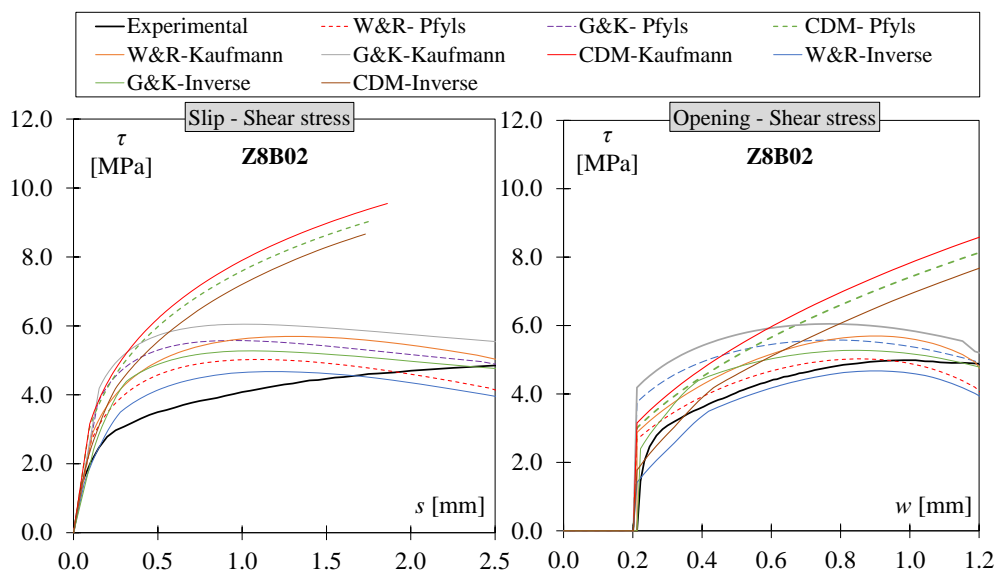 Experimental W&R- Pfyls G&K- Pfyls CDM- Pfyls
W&R-Kaufmann G&K-Kaufmann CDM-Kaufmann W&R-Inverse
G&K-Inverse CDM-Inverse
Slip - Shear stress
12.0
10.0
8.0
6.0
4.0
2.0
0.0
τ
[MPa]
Z8B02
s [mm]
0.0 0.5 1.0 1.5 2.0 2.5
Opening - Shear stress
12.0
10.0
8.0
6.0
4.0
2.0
0.0
τ
[MPa]
Z8B02
w [mm]
0.0 0.2 0.4 0.6 0.8 1.0 1.2